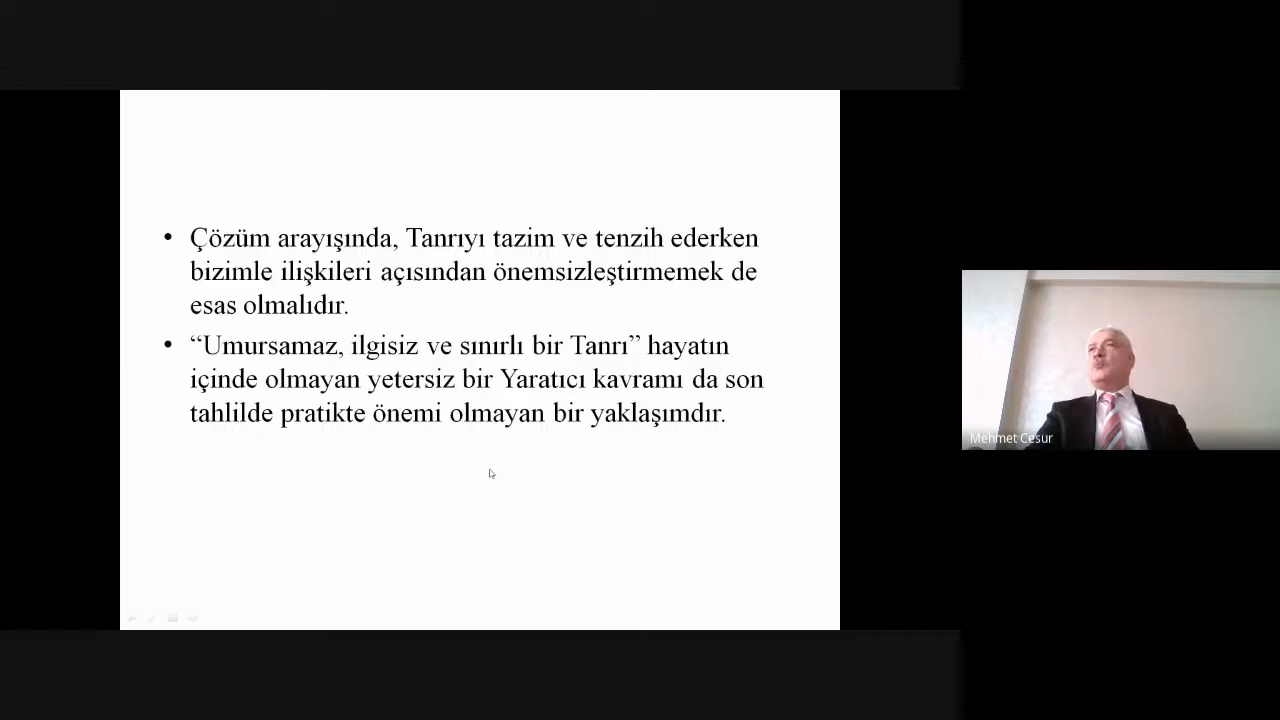 • Çözüm arayışında, Tanrıyı tazim ve tenzih ederken
bizimle ilişkileri açısından önemsizleştirmemek de
esas olmalıdır.
• “Umursamaz, ilgisiz ve sınırlı bir Tanrı” hayatın
içinde olmayan yetersiz bir Yaratıcı kavramı da son
tahlilde pratikte önemi olmayan bir yaklaşımdır.
Mehmet Cesur